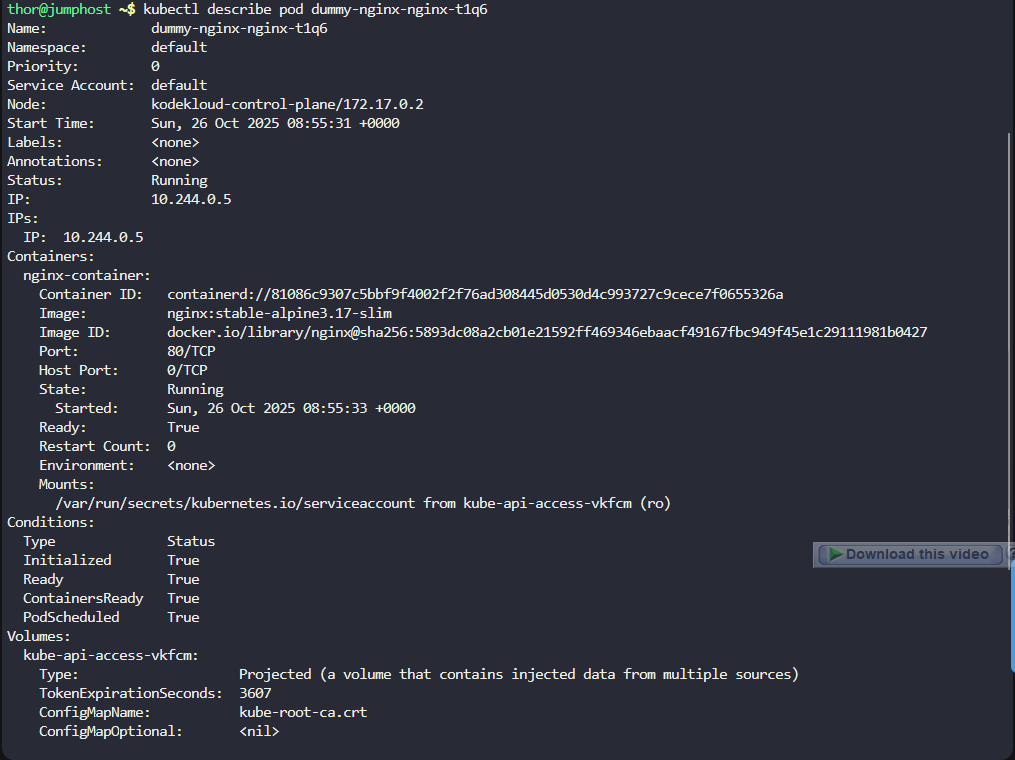 thor@jumphost ~$ kubectl describe pod dummy-nginx-nginx-t1q6
Name:             dummy-nginx-nginx-t1q6
Namespace:        default
Priority:         0
Service Account:  default
Node:             kodekloud-control-plane/172.17.0.2
Start Time:       Sun, 26 Oct 2025 08:55:31 +0000
Labels:           <none>
Annotations:      <none>
Status:           Running
IP:               10.244.0.5
IPs:
  IP:  10.244.0.5
Containers:
  nginx-container:
    Container ID:   containerd://81086c9307c5bbf9f4002f2f76ad308445d0530d4c993727c9cece7f0655326a
    Image:          nginx:stable-alpine3.17-slim
    Image ID:       docker.io/library/nginx@sha256:5893dc08a2cb01e21592ff469346ebaacf49167fbc949f45e1c29111981b0427
    Port:           80/TCP
    Host Port:      0/TCP
    State:          Running
      Started:      Sun, 26 Oct 2025 08:55:33 +0000
    Ready:          True
    Restart Count:  0
    Environment:    <none>
    Mounts:
      /var/run/secrets/kubernetes.io/serviceaccount from kube-api-access-vkfcm (ro)
Conditions:
  Type              Status
  Initialized       True
  Ready             True
  ContainersReady   True
  PodScheduled      True
Download this video ?
Volumes:
  kube-api-access-vkfcm:
    Type:                    Projected (a volume that contains injected data from multiple sources)
    TokenExpirationSeconds:  3607
    ConfigMapName:           kube-root-ca.crt
    ConfigMapOptional:       <nil>